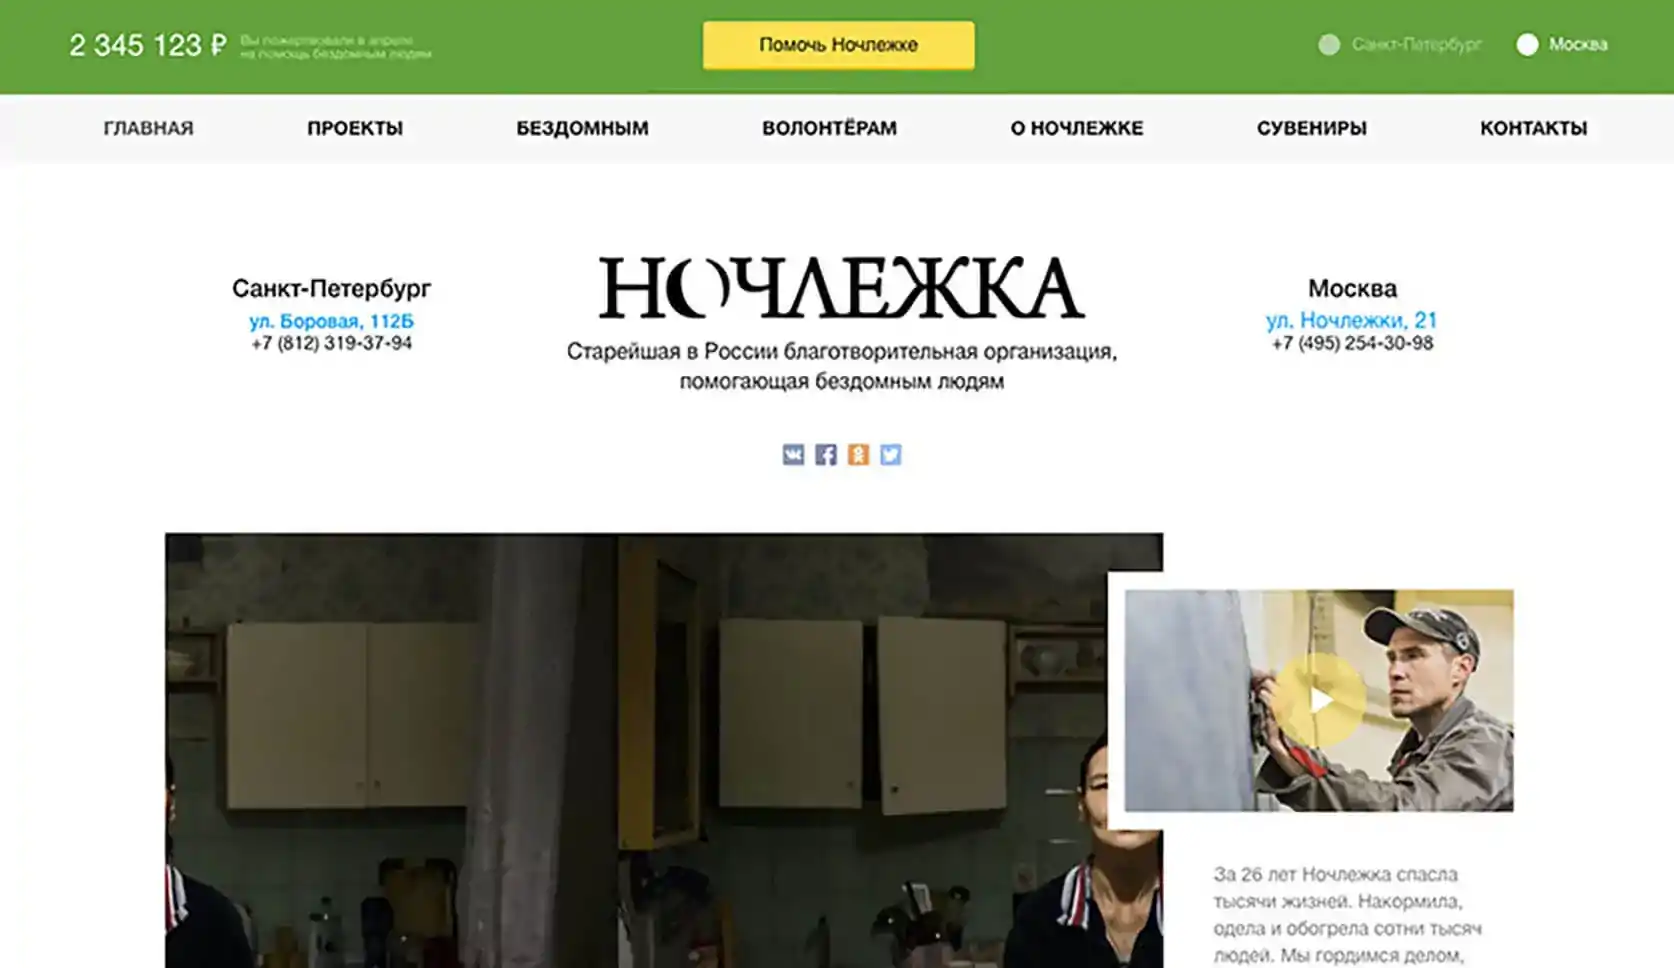 2 345 123 ₽
Вы пожертвовали в апреле
на помощь бездомным людям
Помочь Ночлежке
Санкт-Петербург
Москва
ГЛАВНАЯ
ПРОЕКТЫ
БЕЗДОМНЫМ
ВОЛОНТЁРАМ
О НОЧЛЕЖКЕ
СУВЕНИРЫ
КОНТАКТЫ
Санкт-Петербург
ул. Боровая, 112Б
+7 (812) 319-37-94
НОЧЛЕЖКА
Старейшая в России благотворительная организация,
помогающая бездомным людям
Москва
ул. Ночлежки, 21
+7 (495) 254-30-98
За 26 лет Ночлежка спасла
тысячи жизней. Накормила,
одела и обогрела сотни тысяч
людей. Мы гордимся делом,